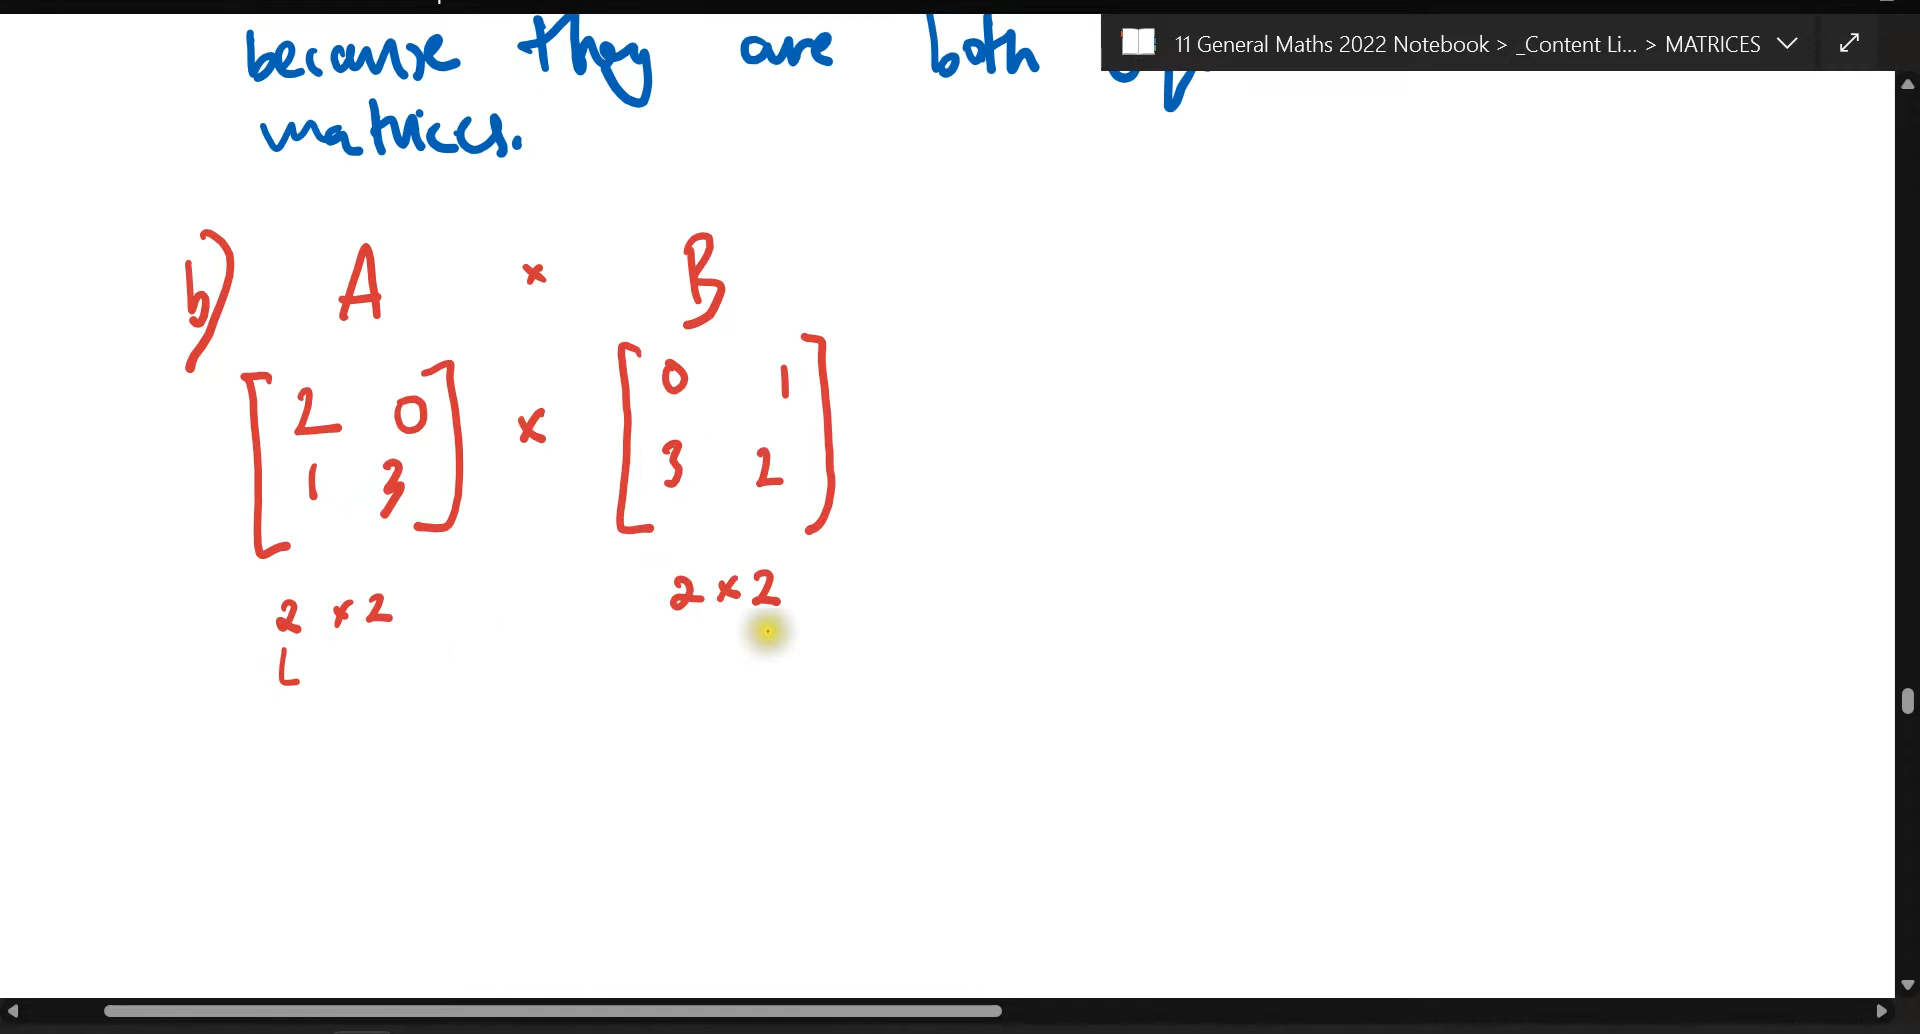 because they are both
11 General Maths 2022 Notebook > _Content Li... > MATRICES
matrices.
b) A × B
[2 0 × [0 1
1 3] 3 2]
2 × 2 2 × 2